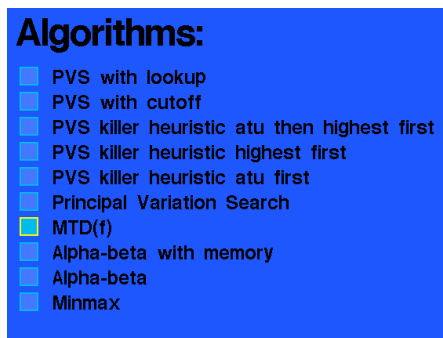 Algorithms:
PVS with lookup
PVS with cutoff
PVS killer heuristic atu then highest first
PVS killer heuristic highest first
PVS killer heuristic atu first
Principal Variation Search
MTD(f)
Alpha-beta with memory
Alpha-beta
Minmax